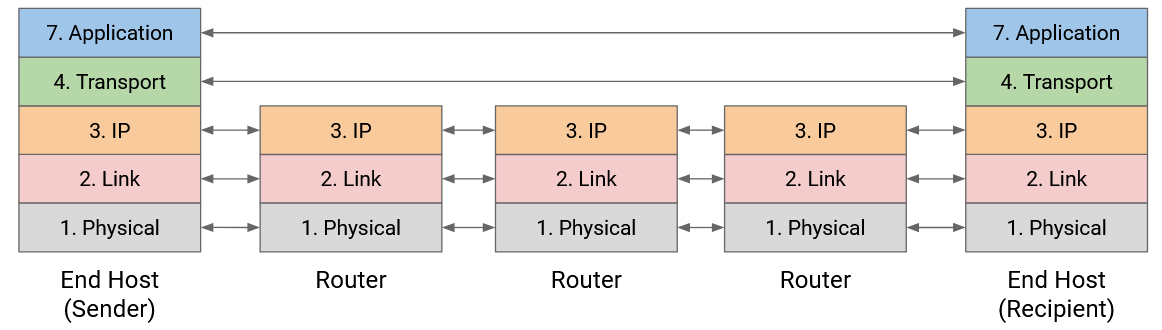 7. Application
7. Application
4. Transport
4. Transport
3. IP
3. IP
3. IP
3. IP
3. IP
2. Link
2. Link
2. Link
2. Link
2. Link
1. Physical
1. Physical
1. Physical
1. Physical
1. Physical
End Host
(Sender)
Router
Router
Router
End Host
(Recipient)